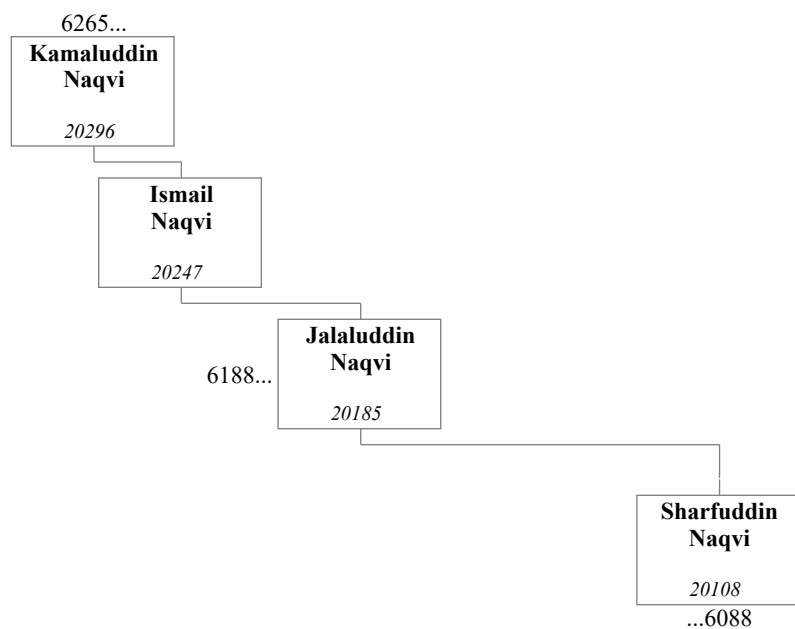 6265...
Kamaluddin
Naqvi
20296
Ismail
Naqvi
20247
Jalaluddin
Naqvi
6188...
20185
Sharfuddin
Naqvi
20108
...6088